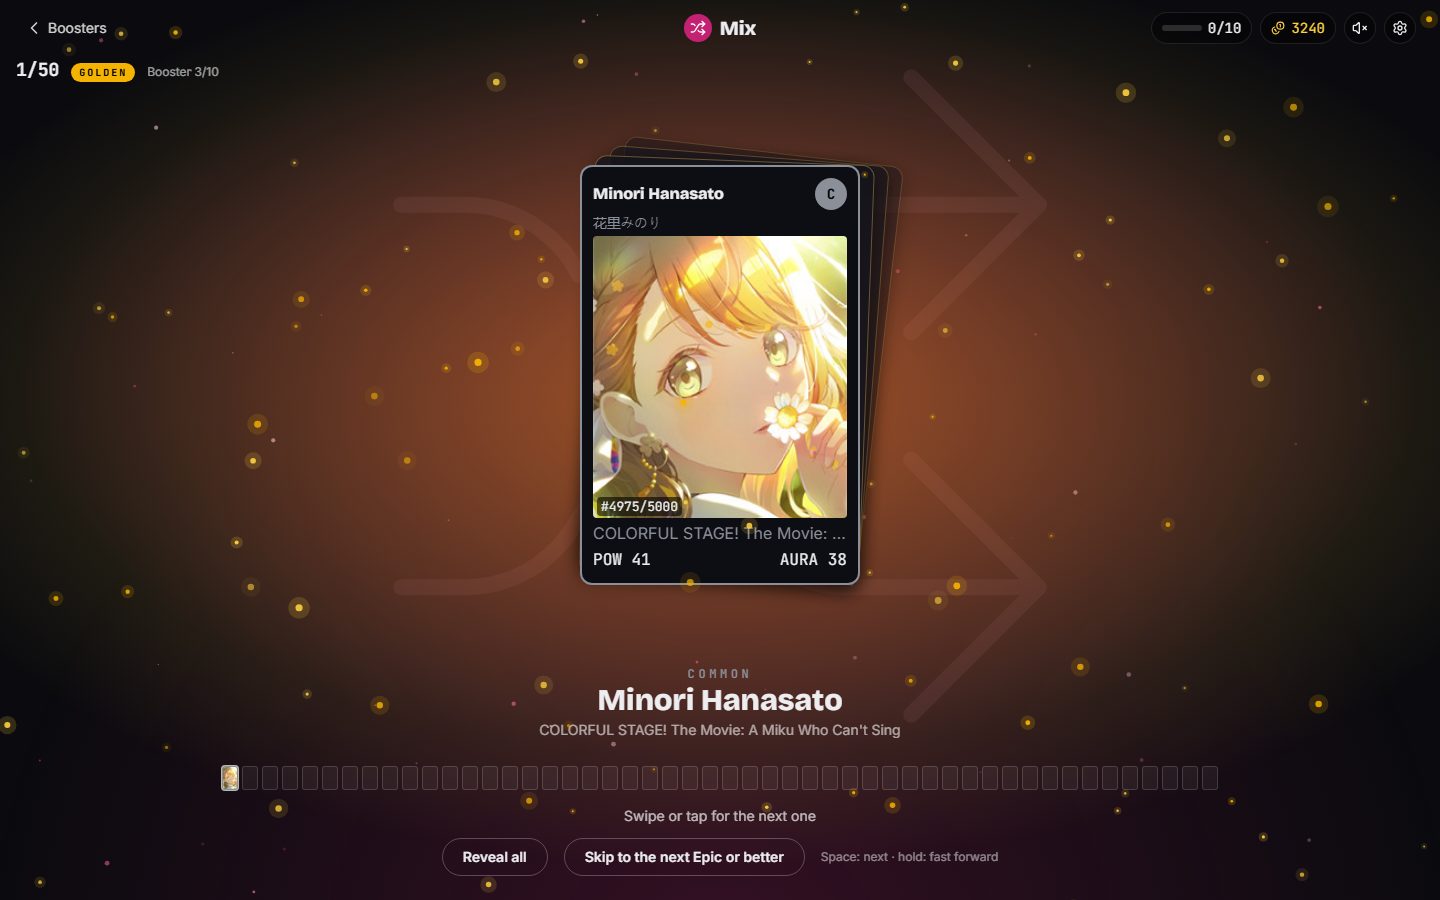 Boosters
Mix
0/10
3240
1/50
GOLDEN
Booster 3/10
Minori Hanasato
C
花里みのり
#4975/5000
COLORFUL STAGE! The Movie: ...
POW 41
AURA 38
COMMON
Minori Hanasato
COLORFUL STAGE! The Movie: A Miku Who Can't Sing
Swipe or tap for the next one
Reveal all
Skip to the next Epic or better
Space: next · hold: fast forward